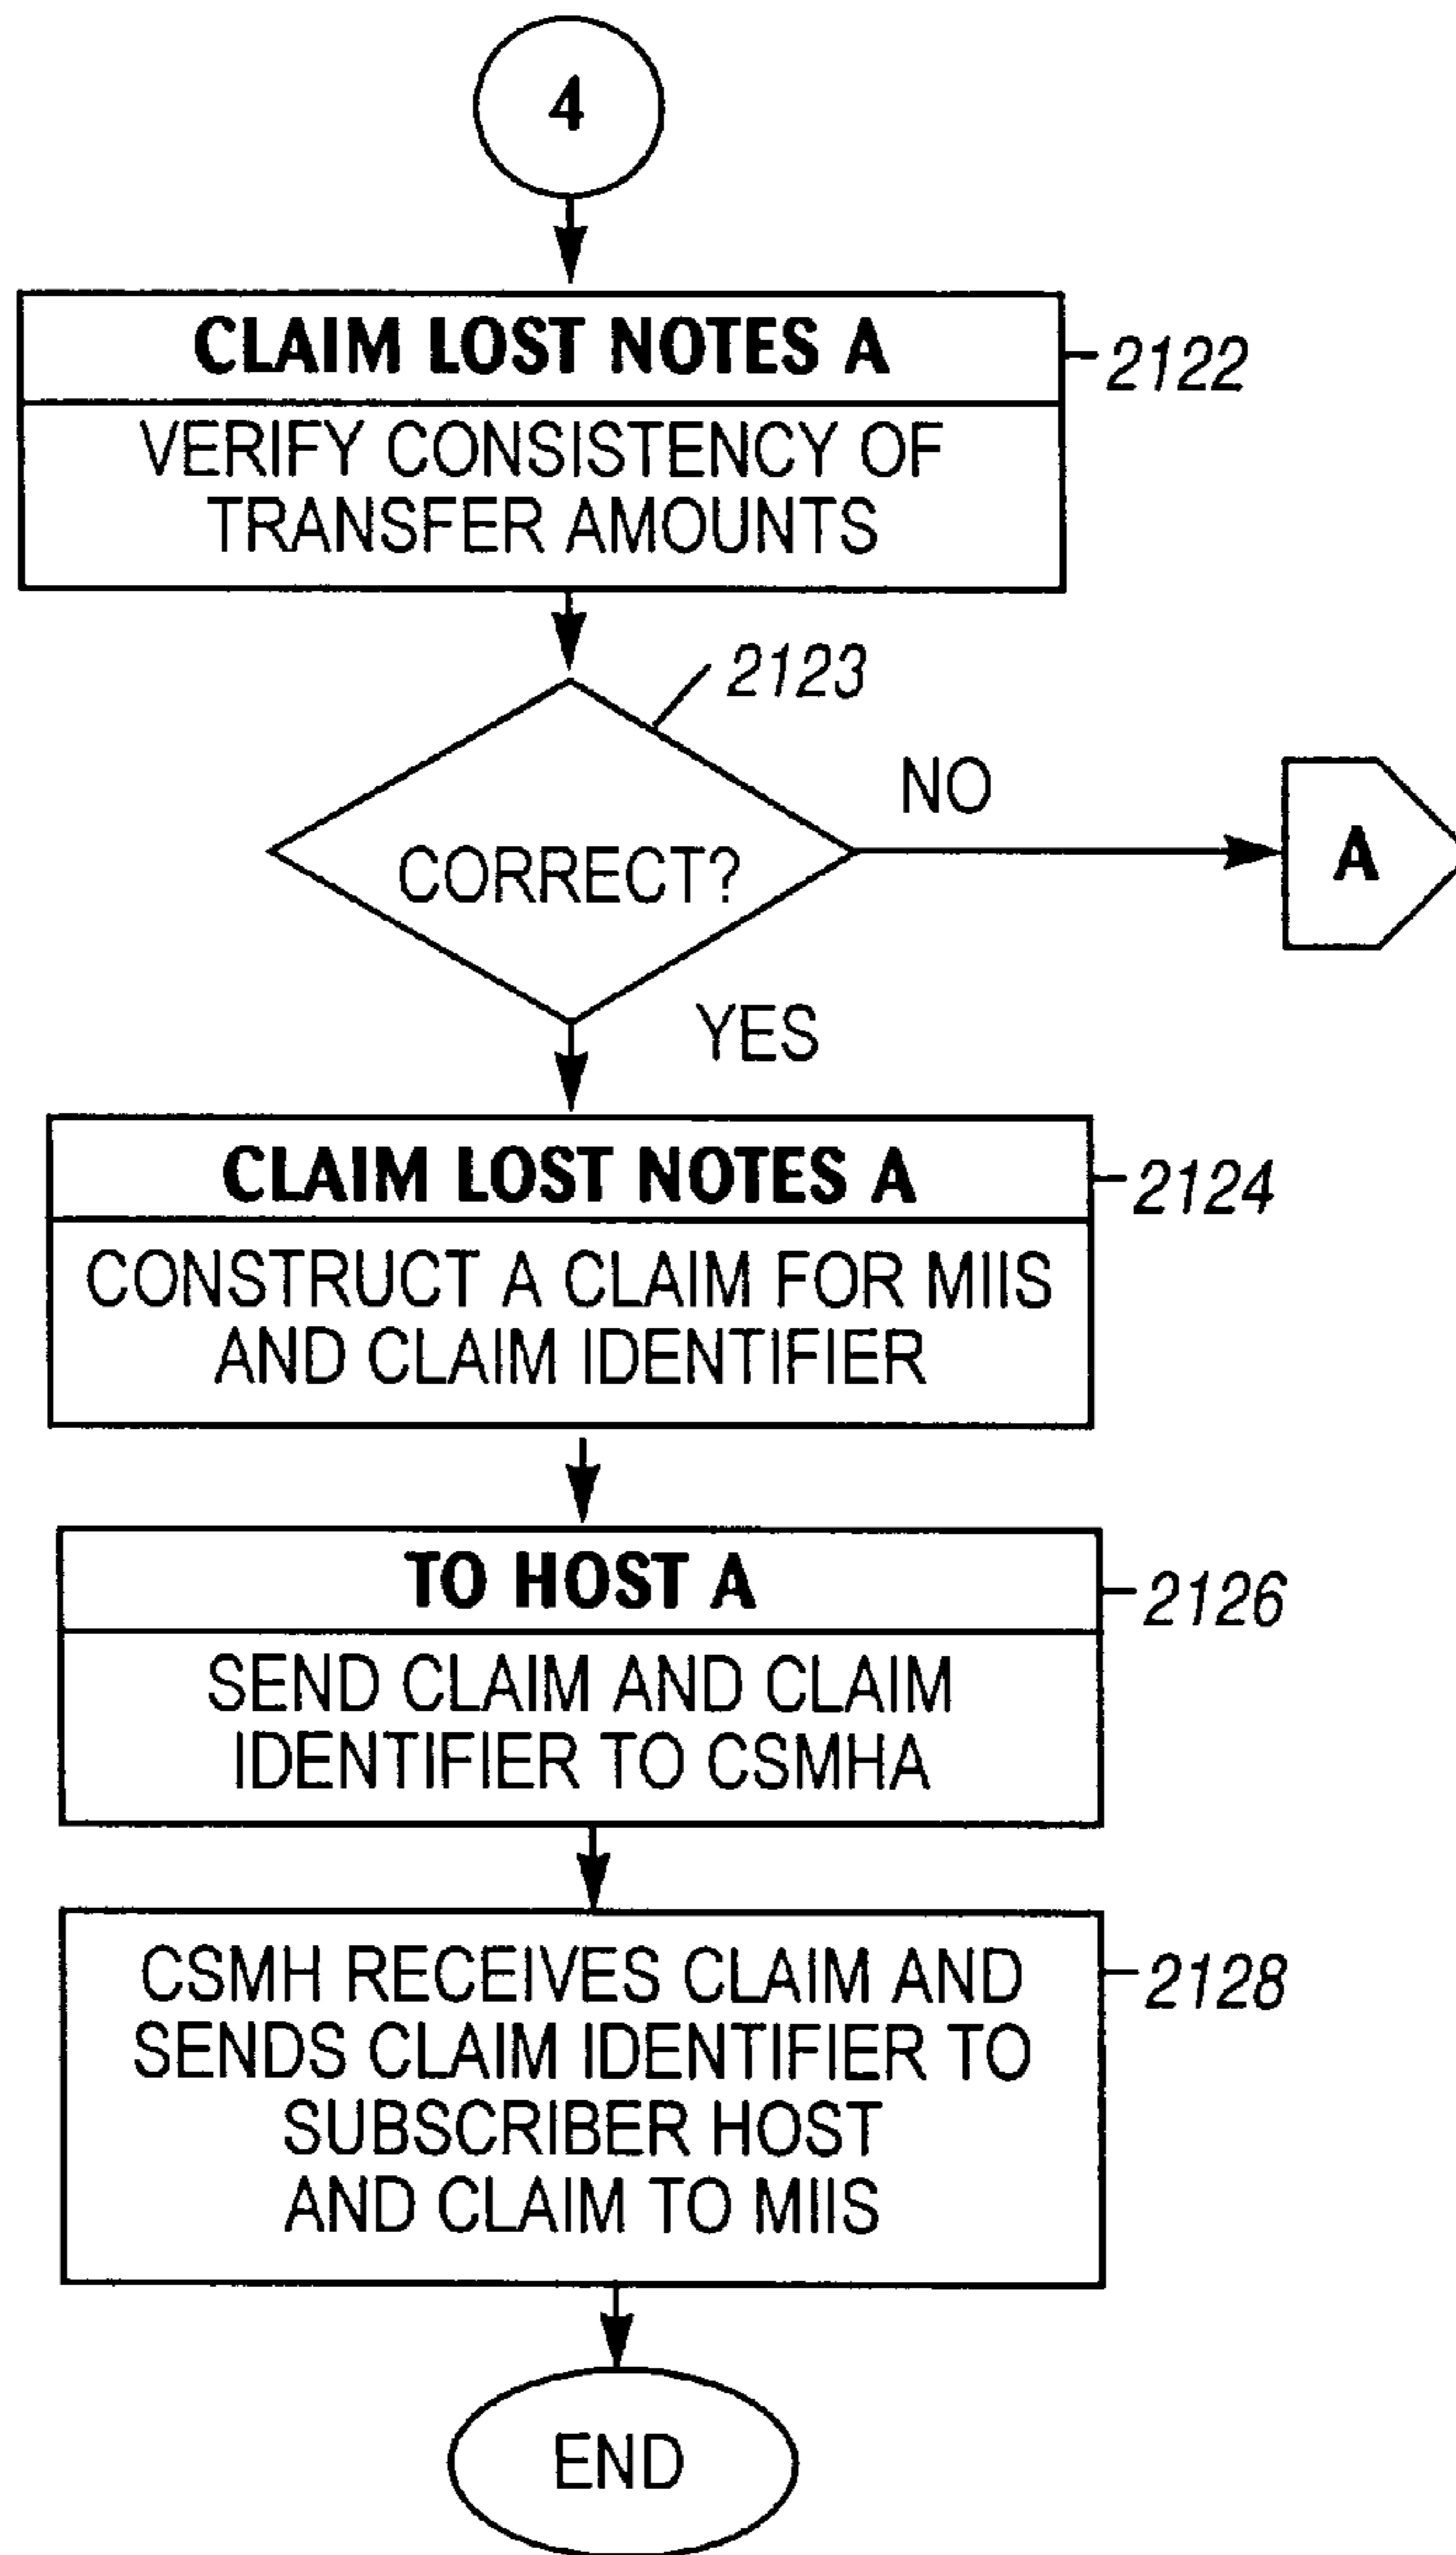 4
CLAIM LOST NOTES A
2122
VERIFY CONSISTENCY OF
TRANSFER AMOUNTS
2123
NO
CORRECT?
A
YES
CLAIM LOST NOTES A
2124
CONSTRUCT A CLAIM FOR MIIS
AND CLAIM IDENTIFIER
TO HOST A
2126
SEND CLAIM AND CLAIM
IDENTIFIER TO CSMHA
CSMH RECEIVES CLAIM AND
2128
SENDS CLAIM IDENTIFIER TO
SUBSCRIBER HOST
AND CLAIM TO MIIS
END